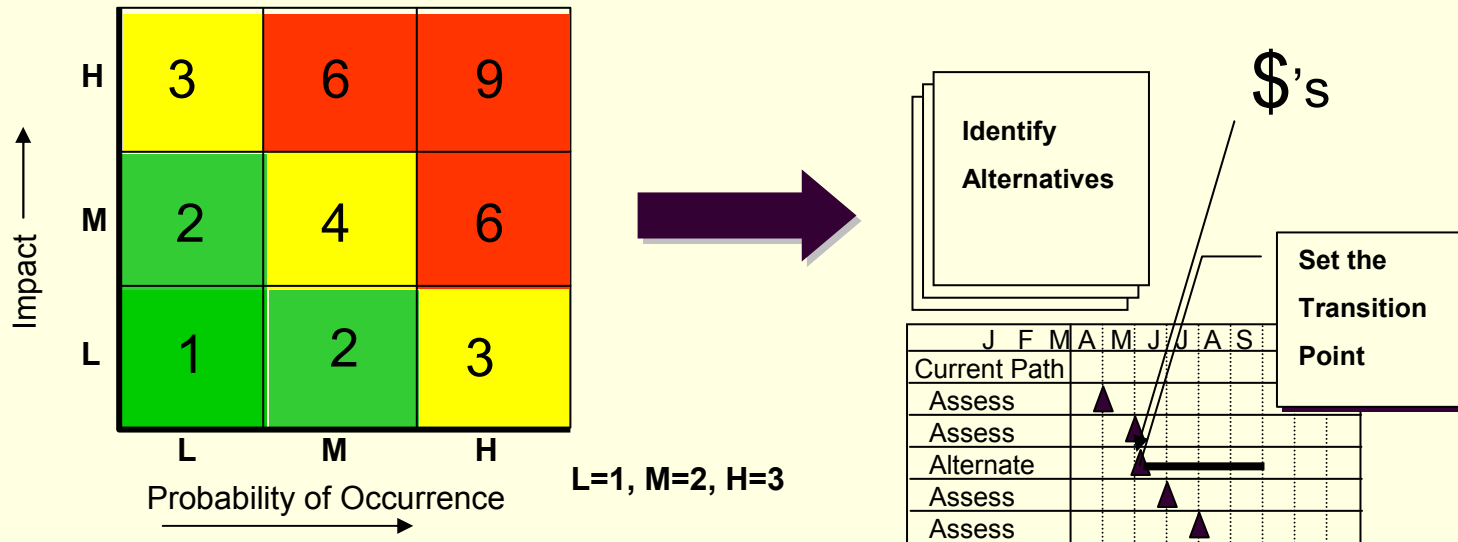 H 3 6 9
M 2 4 6
L 1 2 3
L M H
Impact
Probability of Occurrence
L=1, M=2, H=3
Identify
Alternatives
$'s
Set the
Transition
Point
J F M A M J J A S
Current Path
Assess
Assess
Alternate
Assess
Assess